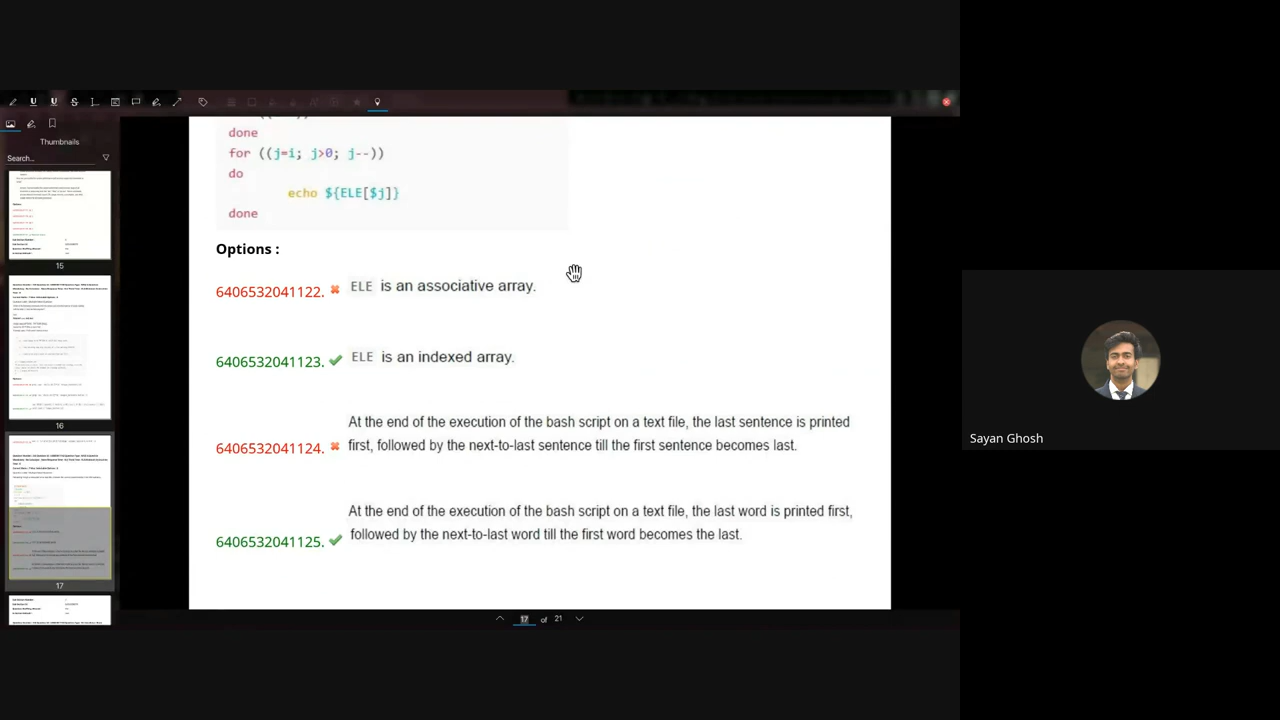 Thumbnails
Search...
15
16
17
done
for ((j=i; j>0; j--))
do
echo ${ELE[$j]}
done
Options :
6406532041122. ELE is an associative array.
6406532041123. ELE is an indexed array.
At the end of the execution of the bash script on a text file, the last sentence is printed
6406532041124. first, followed by the next-to-last sentence till the first sentence becomes last.
At the end of the execution of the bash script on a text file, the last word is printed first,
6406532041125. followed by the next-to-last word till the first word becomes the last.
17 of 21
Sayan Ghosh